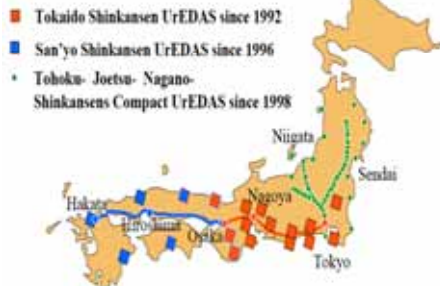 Tokaido Shinkansen UrEDAS since 1992
San'yo Shinkansen UrEDAS since 1996
Tohoku- Joetsu- Nagano-
Shinkansens Compact UrEDAS since 1998
Niigata
Sendai
Nagoya
Hakata
Hiroshima
Osaka
Tokyo